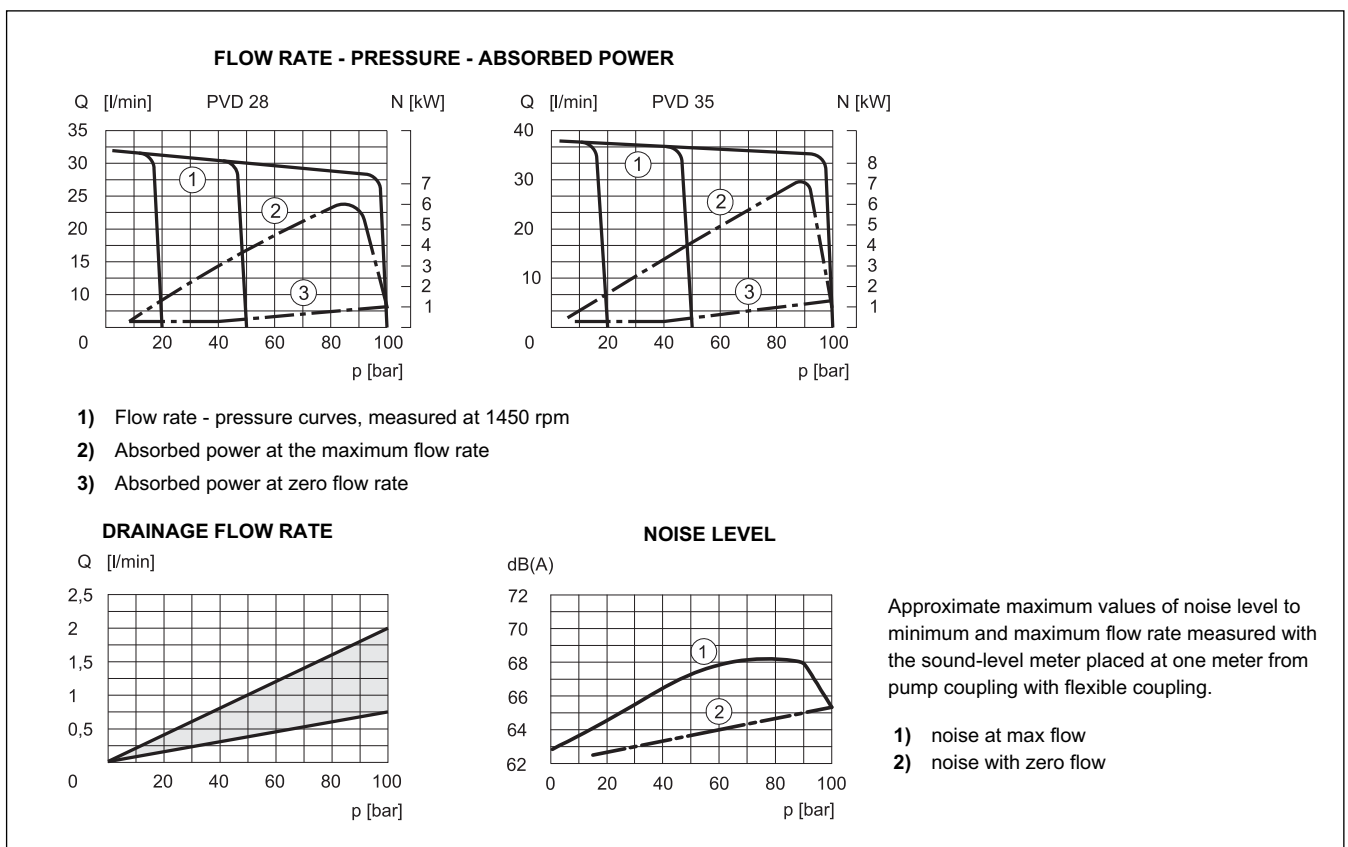 FLOW RATE - PRESSURE - ABSORBED POWER
Q [l/min] PVD 28 N [kW]
35
30
25
20
15
10
0
7
6
5
4
3
2
1
1
2
3
20 40 60 80 100
p [bar]
Q [l/min] PVD 35 N [kW]
40
30
20
10
0
8
7
6
5
4
3
2
1
1
2
3
20 40 60 80 100
p [bar]
1) Flow rate - pressure curves, measured at 1450 rpm
2) Absorbed power at the maximum flow rate
3) Absorbed power at zero flow rate
DRAINAGE FLOW RATE
Q [l/min]
2,5
2
1,5
1
0,5
0 20 40 60 80 100
p [bar]
NOISE LEVEL
dB(A)
72
70
68
66
64
62
1
2
0 20 40 60 80 100
p [bar]
Approximate maximum values of noise level to
minimum and maximum flow rate measured with
the sound-level meter placed at one meter from
pump coupling with flexible coupling.
1) noise at max flow
2) noise with zero flow